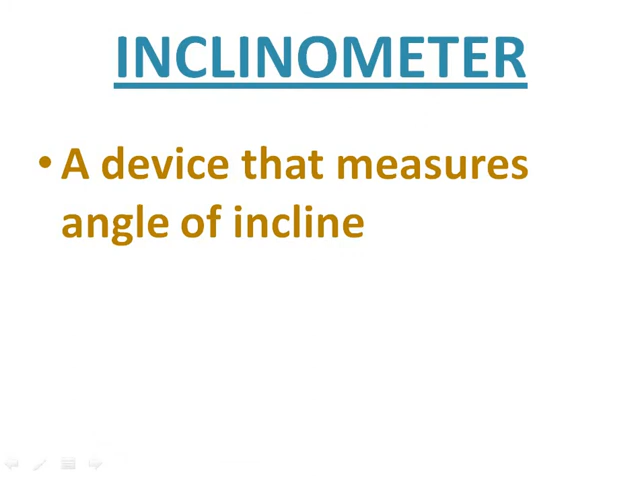 INCLINOMETER
• A device that measures
angle of incline